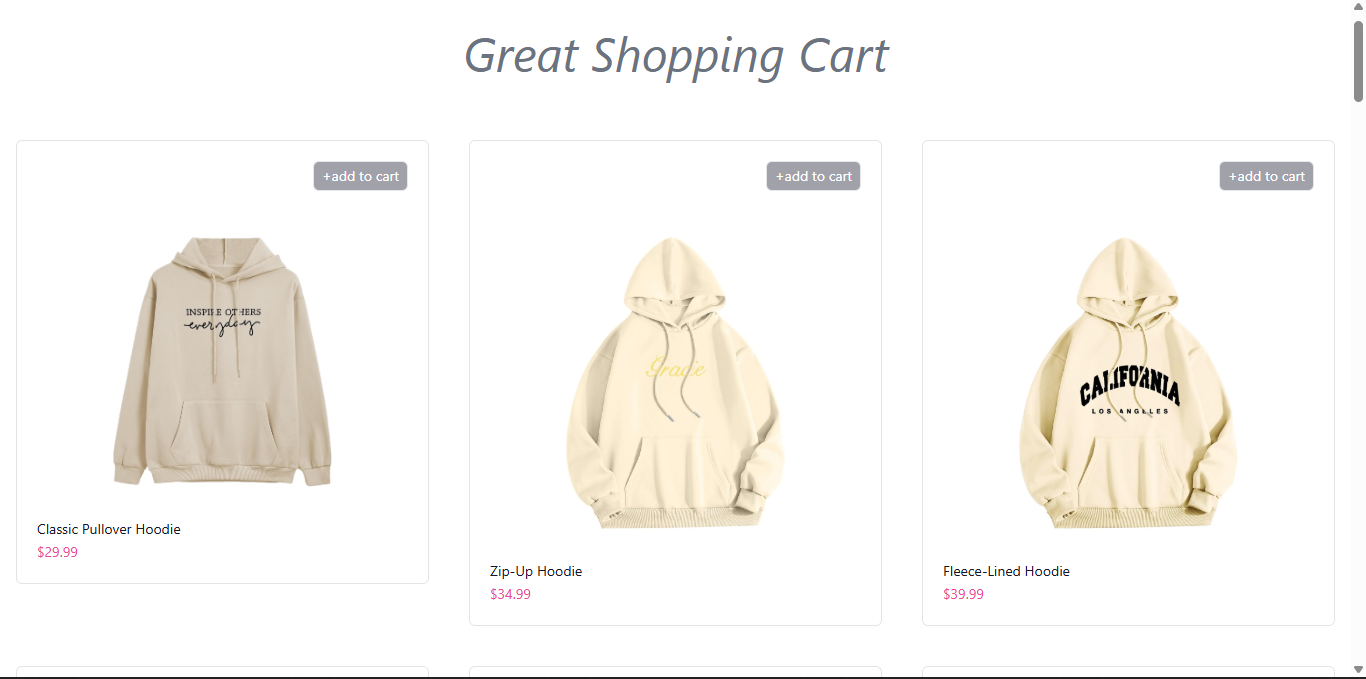 Great Shopping Cart
+add to cart
+add to cart
+add to cart
INSPIRE OTHERS
everyday
Gracie
CALIFORNIA
LOS ANGELES
Classic Pullover Hoodie
$29.99
Zip-Up Hoodie
$34.99
Fleece-Lined Hoodie
$39.99